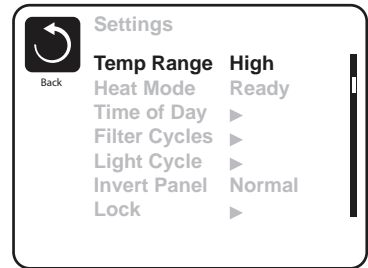 Settings
Back
Temp Range High
Heat Mode Ready
Time of Day ▶
Filter Cycles ▶
Light Cycle ▶
Invert Panel Normal
Lock ▶